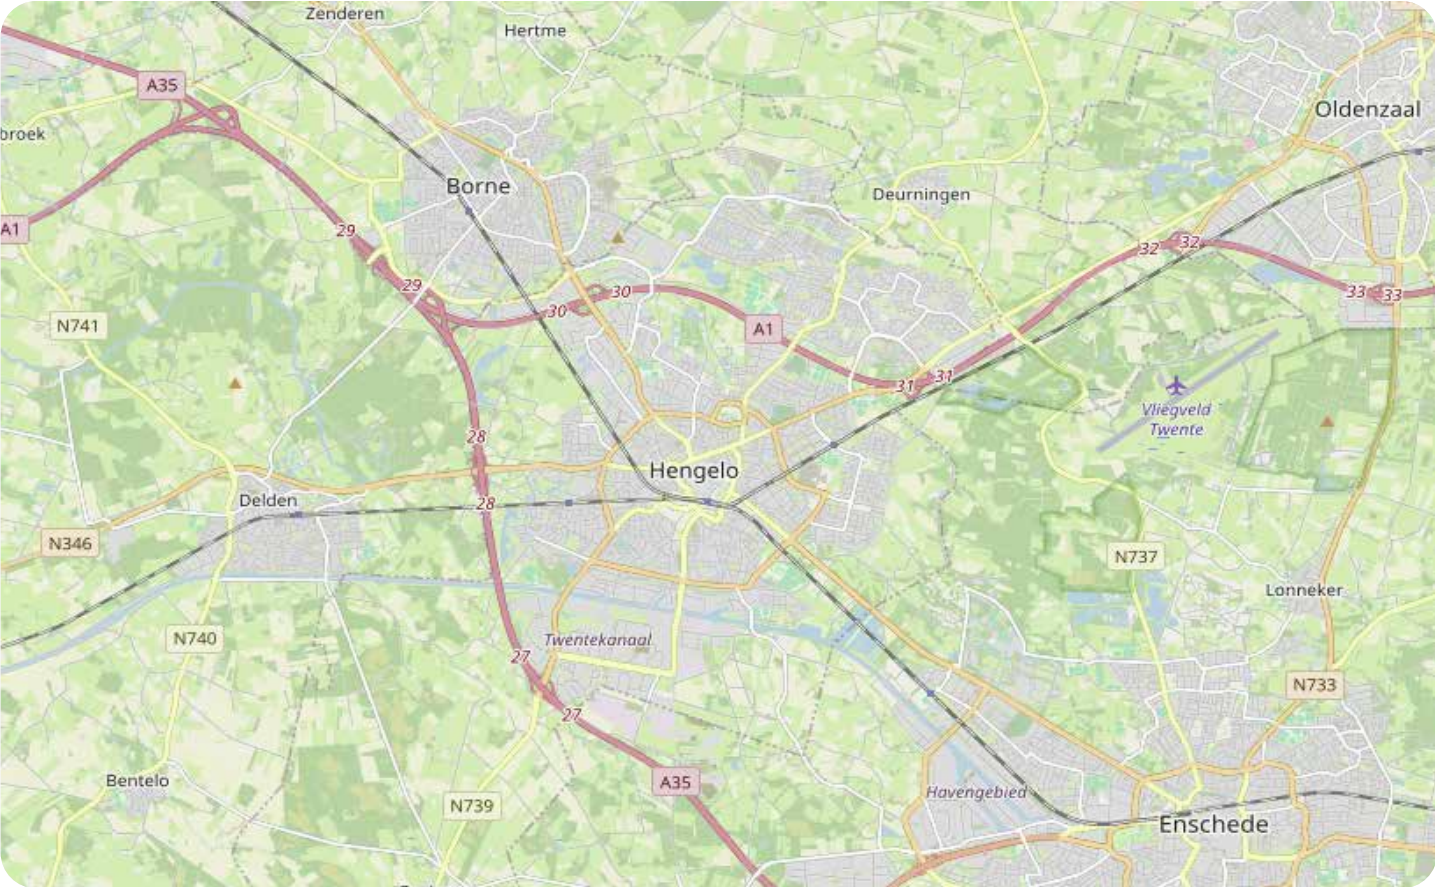 Zenderen
Hertme
A35
Oldenzaal
broek
Borne
Deurningen
A1
29
32
32
29
30
30
33
33
N741
A1
31
31
Vliegveld
Twente
28
Hengelo
Delden
28
N346
N737
Lonneker
N740
Twentekanaal
27
N733
27
Bentelo
A35
Havengebied
N739
Enschede